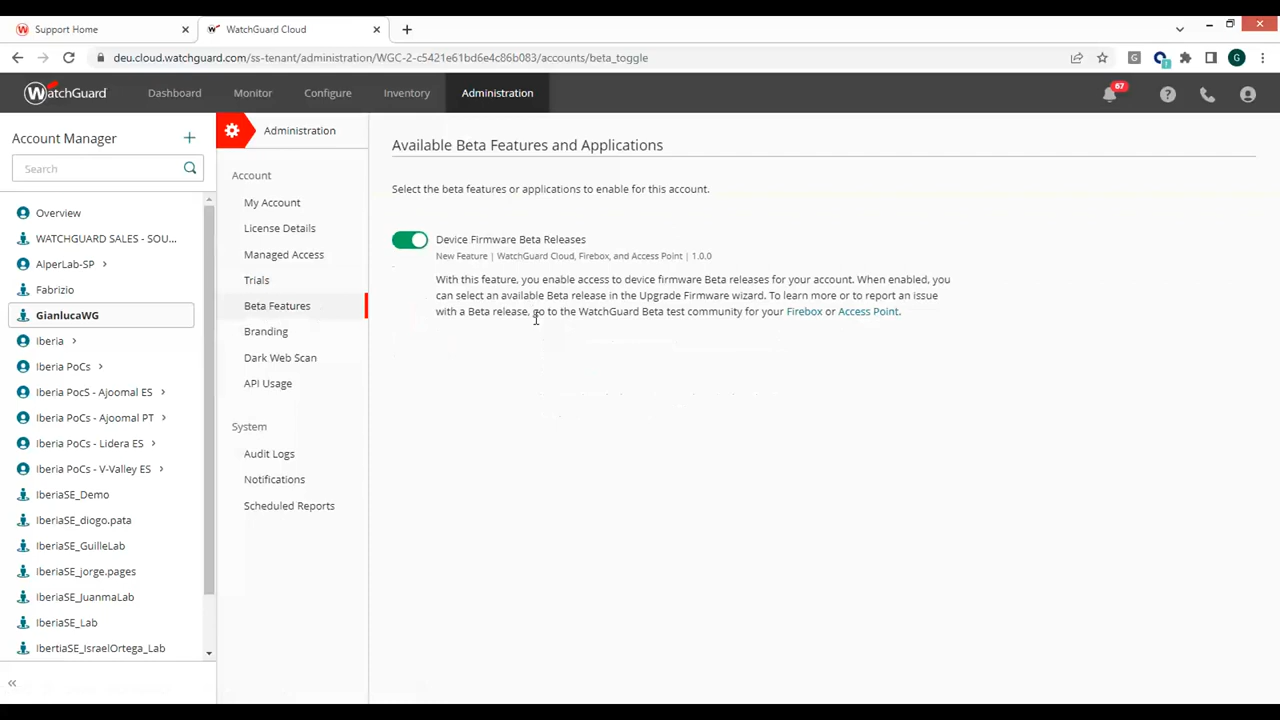 Support Home
WatchGuard Cloud
deu.cloud.watchguard.com/ss-tenant/administration/WGC-2-c5421e61bd6e4c86b083/accounts/beta_toggle
G
1
G
WatchGuard
Dashboard
Monitor
Configure
Inventory
Administration
67
Account Manager
Search
Overview
WATCHGUARD SALES - SOU...
AlperLab-SP
Fabrizio
GianlucaWG
Iberia
Iberia PoCs
Iberia PocS - Ajoomal ES
Iberia PoCs - Ajoomal PT
Iberia PoCs - Lidera ES
Iberia PoCs - V-Valley ES
IberiaSE_Demo
IberiaSE_diogo.pata
IberiaSE_GuilleLab
IberiaSE_jorge.pages
IberiaSE_JuanmaLab
IberiaSE_Lab
IbertiaSE_IsraelOrtega_Lab
Administration
Account
My Account
License Details
Managed Access
Trials
Beta Features
Branding
Dark Web Scan
API Usage
System
Audit Logs
Notifications
Scheduled Reports
Available Beta Features and Applications
Select the beta features or applications to enable for this account.
Device Firmware Beta Releases
New Feature | WatchGuard Cloud, Firebox, and Access Point | 1.0.0
With this feature, you enable access to device firmware Beta releases for your account. When enabled, you
can select an available Beta release in the Upgrade Firmware wizard. To learn more or to report an issue
with a Beta release, go to the WatchGuard Beta test community for your Firebox or Access Point.